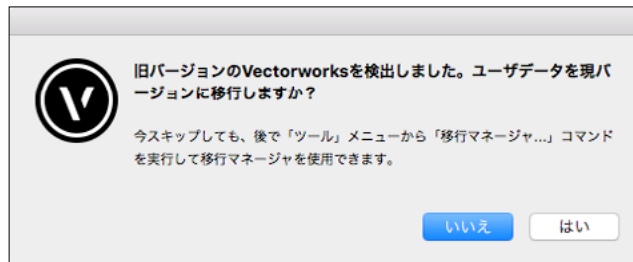 旧バージョンのVectorworksを検出しました。ユーザデータを現バ
ージョンに移行しますか？
今スキップしても、後で「ツール」メニューから「移行マネージャ...」コマンド
を実行して移行マネージャを使用できます。
いいえ はい